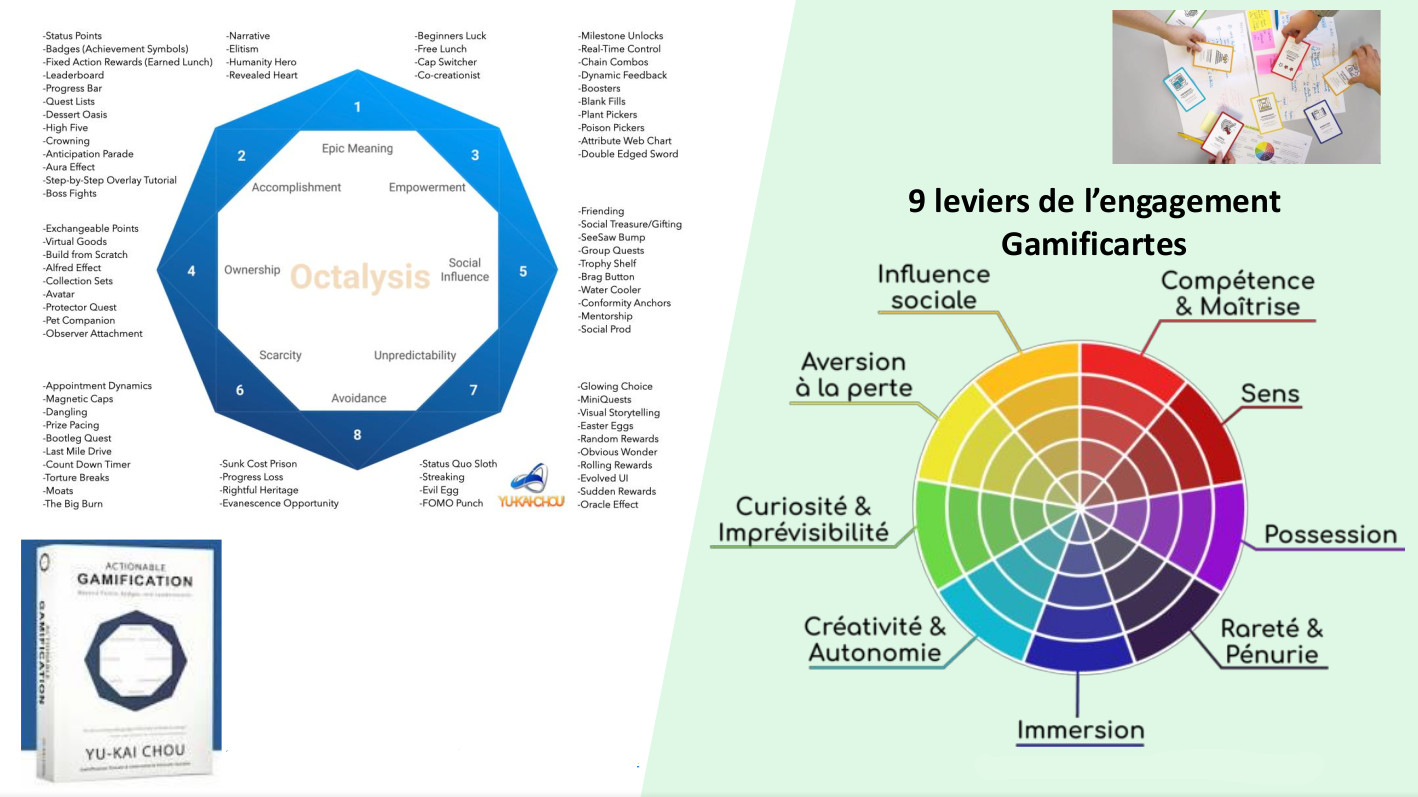 -Status Points
-Badges (Achievement Symbols)
-Fixed Action Rewards (Earned Lunch)
-Leaderboard
-Progress Bar
-Quest Lists
-Dessert Oasis
-High Five
-Crowning
-Anticipation Parade
-Aura Effect
-Step-by-Step Overlay Tutorial
-Boss Fights
-Narrative
-Elitism
-Humanity Hero
-Revealed Heart
-Beginners Luck
-Free Lunch
-Cap Switcher
-Co-creationist
-Milestone Unlocks
-Real-Time Control
-Chain Combos
-Dynamic Feedback
-Boosters
-Blank Fills
-Plant Pickers
-Poison Pickers
-Attribute Web Chart
-Double Edged Sword
1
Epic Meaning
2
Accomplishment
3
Empowerment
4
Ownership
Octalysis
Social
Influence
5
Scarcity
6
Unpredictability
7
Avoidance
8
-Exchangeable Points
-Virtual Goods
-Build from Scratch
-Alfred Effect
-Collection Sets
-Avatar
-Protector Quest
-Pet Companion
-Observer Attachment
-Friending
-Social Treasure/Gifting
-SeeSaw Bump
-Group Quests
-Trophy Shelf
-Brag Button
-Water Cooler
-Conformity Anchors
-Mentorship
-Social Prod
-Appointment Dynamics
-Magnetic Caps
-Dangling
-Prize Pacing
-Bootleg Quest
-Last Mile Drive
-Count Down Timer
-Torture Breaks
-Moats
-The Big Burn
-Sunk Cost Prison
-Progress Loss
-Rightful Heritage
-Evanescence Opportunity
-Status Quo Sloth
-Streaking
-Evil Egg
-FOMO Punch
YU-KAI CHOU
-Glowing Choice
-MiniQuests
-Visual Storytelling
-Easter Eggs
-Random Rewards
-Obvious Wonder
-Rolling Rewards
-Evolved UI
-Sudden Rewards
-Oracle Effect
ACTIONABLE
GAMIFICATION
YU-KAI CHOU
ACTIONABLE
GAMIFICATION
9 leviers de l’engagement
Gamificartes
Influence
sociale
Compétence
& Maîtrise
Aversion
à la perte
Sens
Curiosité &
Imprévisibilité
Possession
Créativité &
Autonomie
Rareté &
Pénurie
Immersion